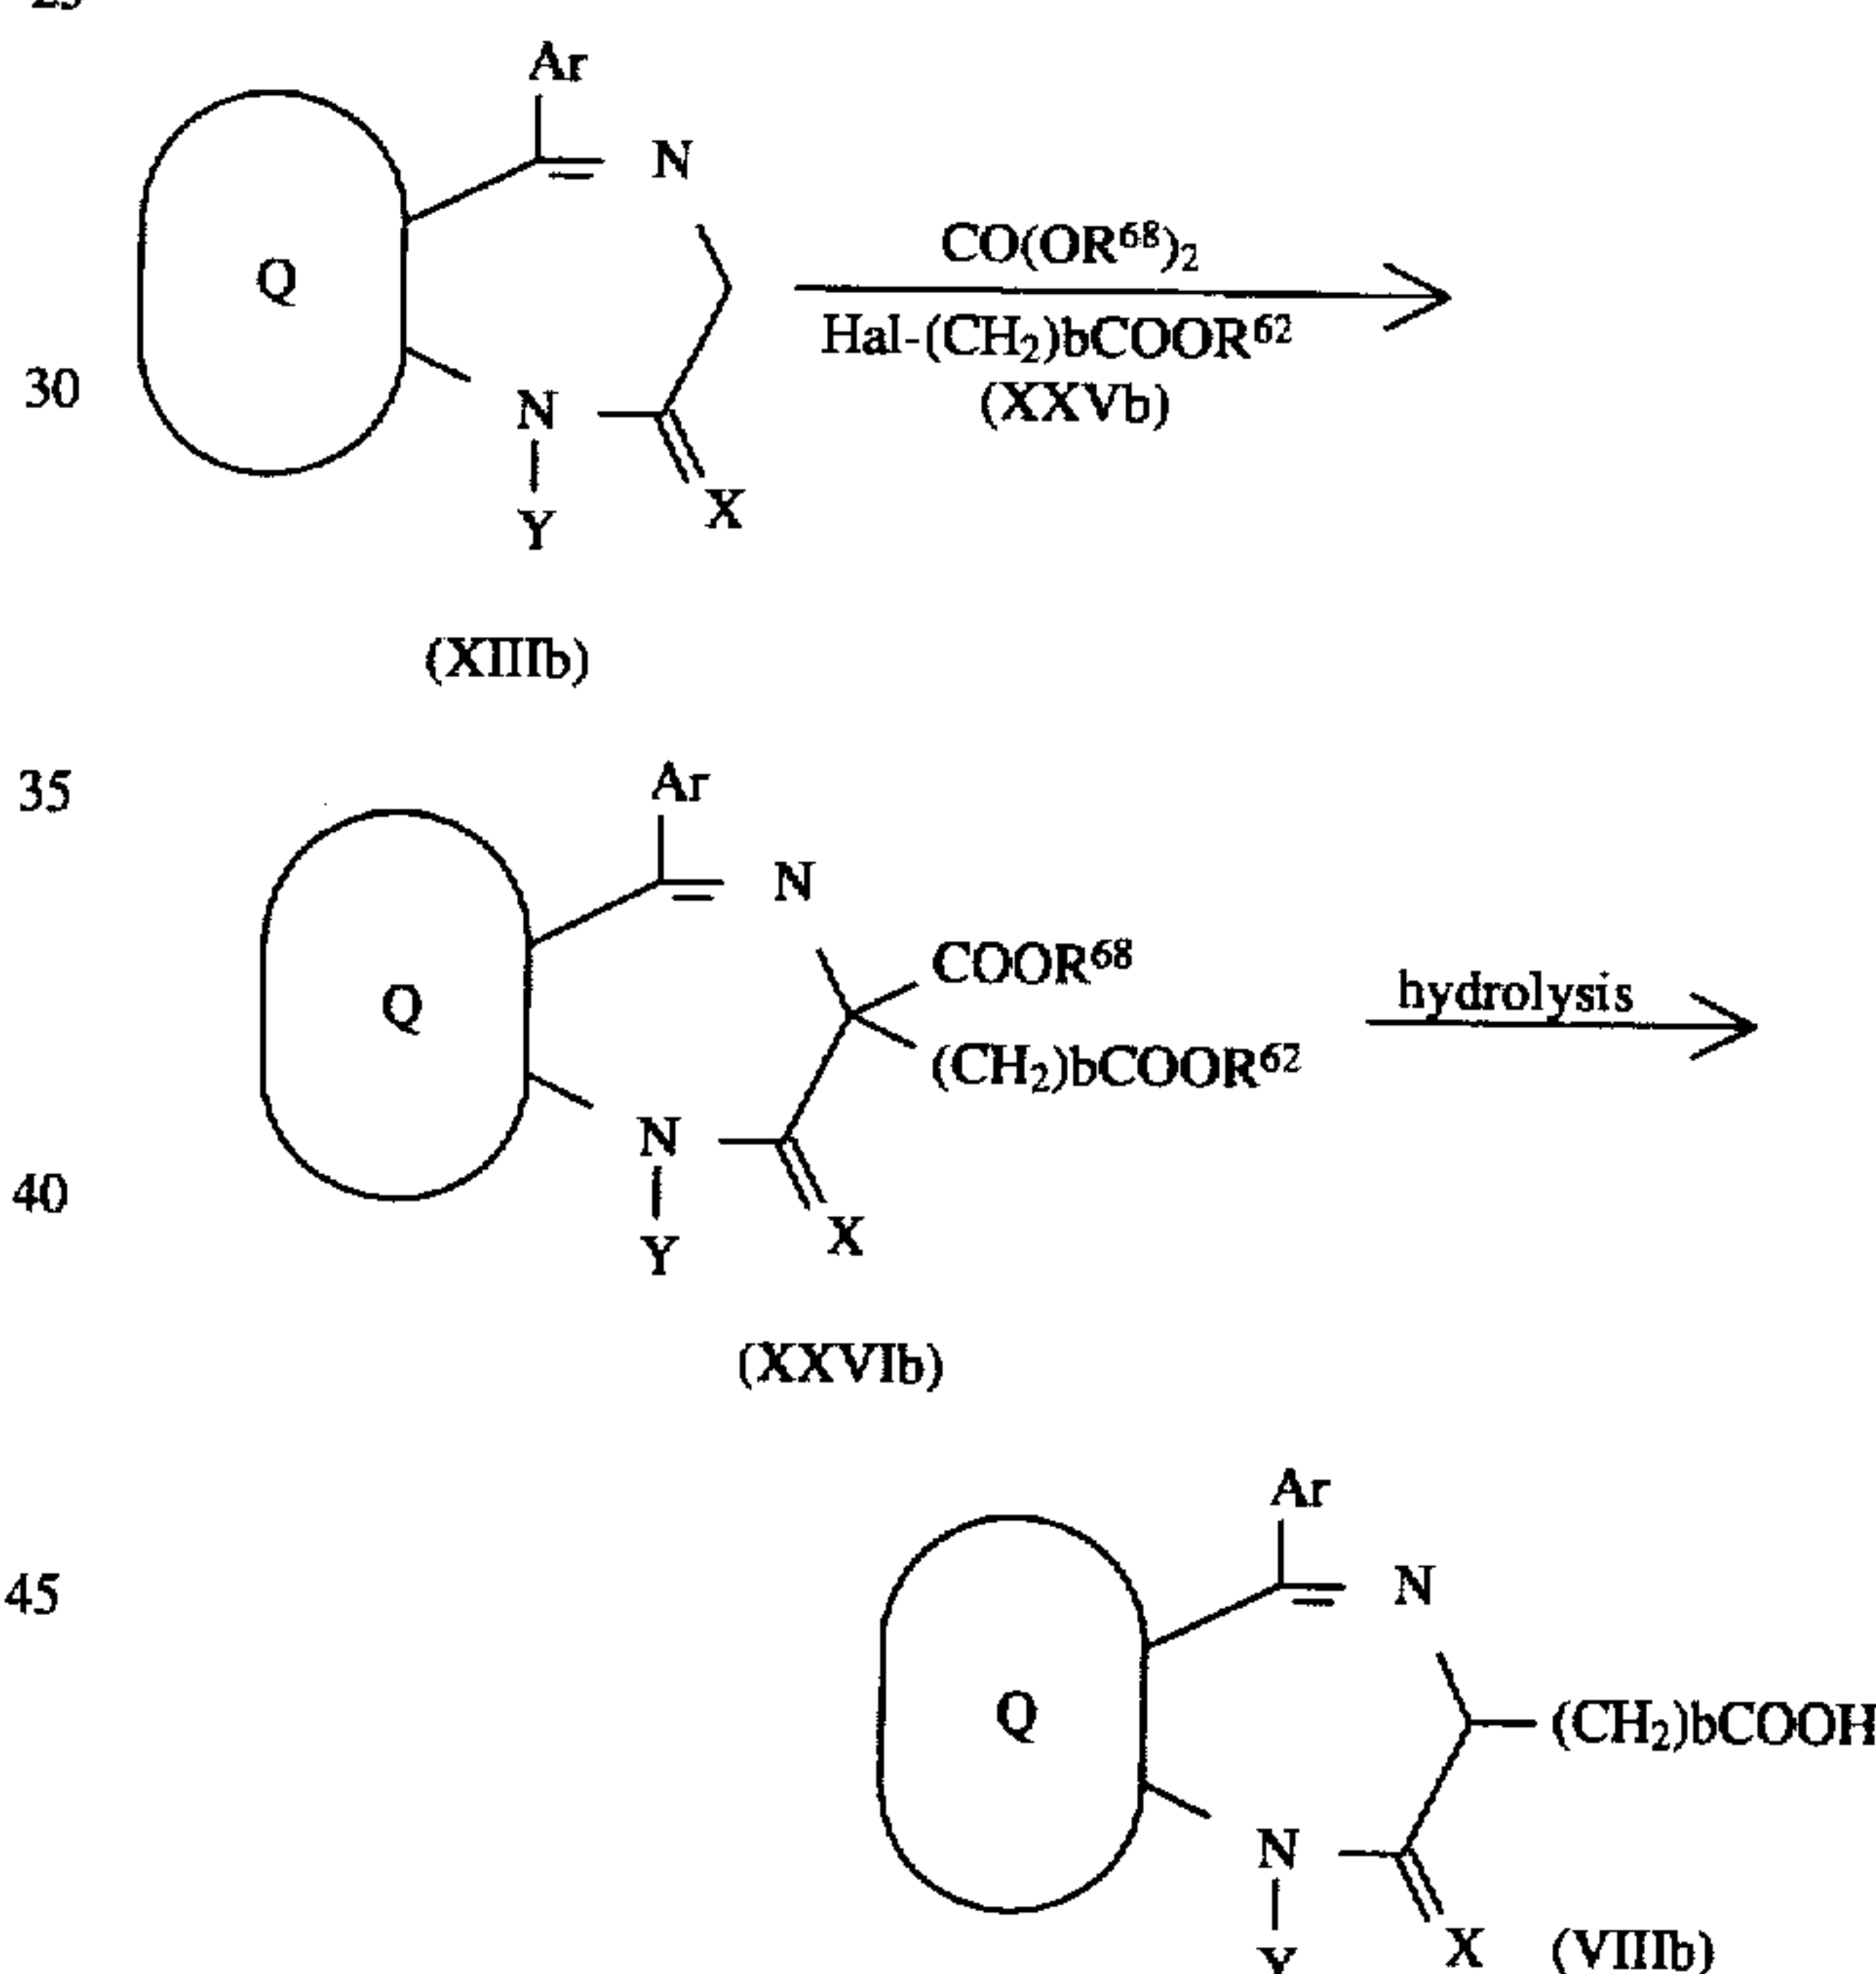 Ar
N
Q
CO(OR⁶⁸)₂
Hal-(CH₂)bCOOR⁶²
(XXVb)
30
N
Y
X
(XIIIb)
35
Ar
N
COOR⁶⁸
Q
hydrolysis
(CH₂)bCOOR⁶²
N
40
Y
X
(XXVIb)
Ar
45
N
Q
(CH₂)bCOOH
N
Y
X
(VIIIb)